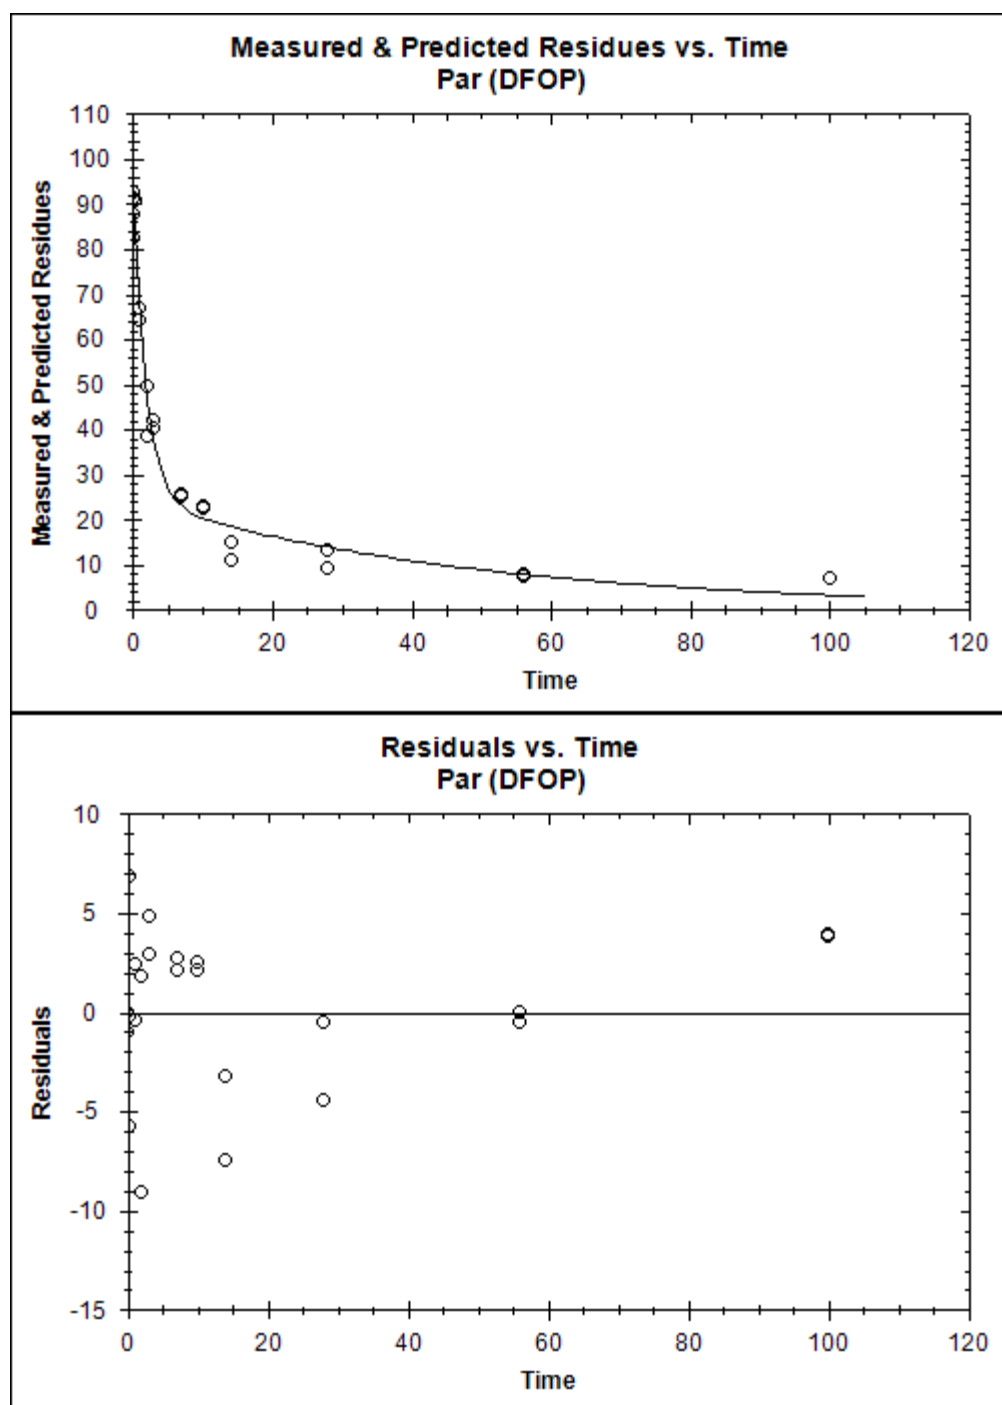 Measured & Predicted Residues vs. Time
Par (DFOP)
Measured & Predicted Residues
110
100
90
80
70
60
50
40
30
20
10
0
0 20 40 60 80 100 120
Time
Residuals vs. Time
Par (DFOP)
Residuals
10
5
0
-5
-10
-15
0 20 40 60 80 100 120
Time